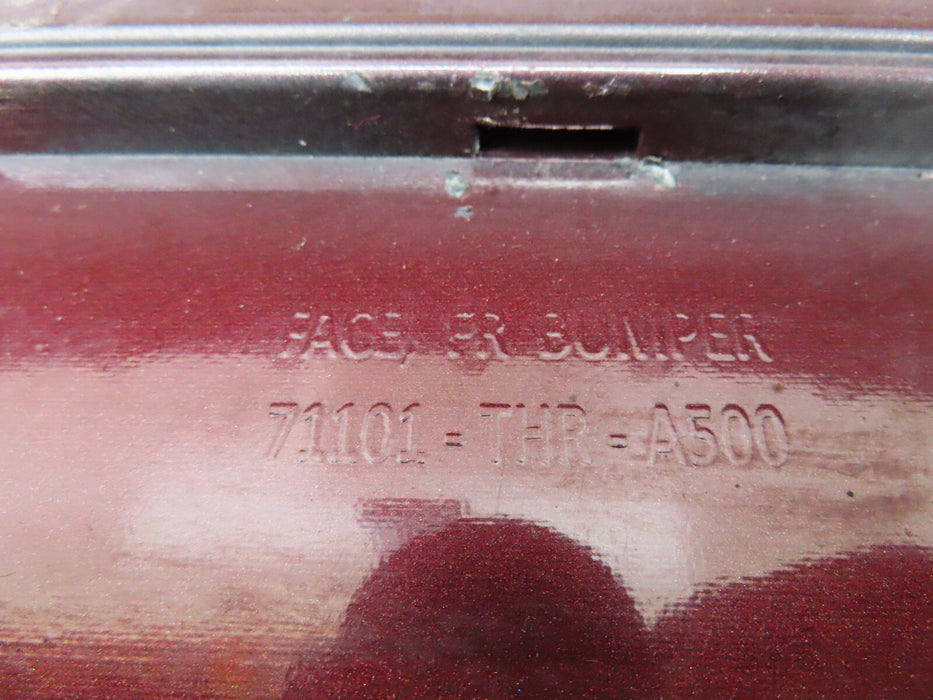 FACE, FR BUMPER
71101-THR-A500